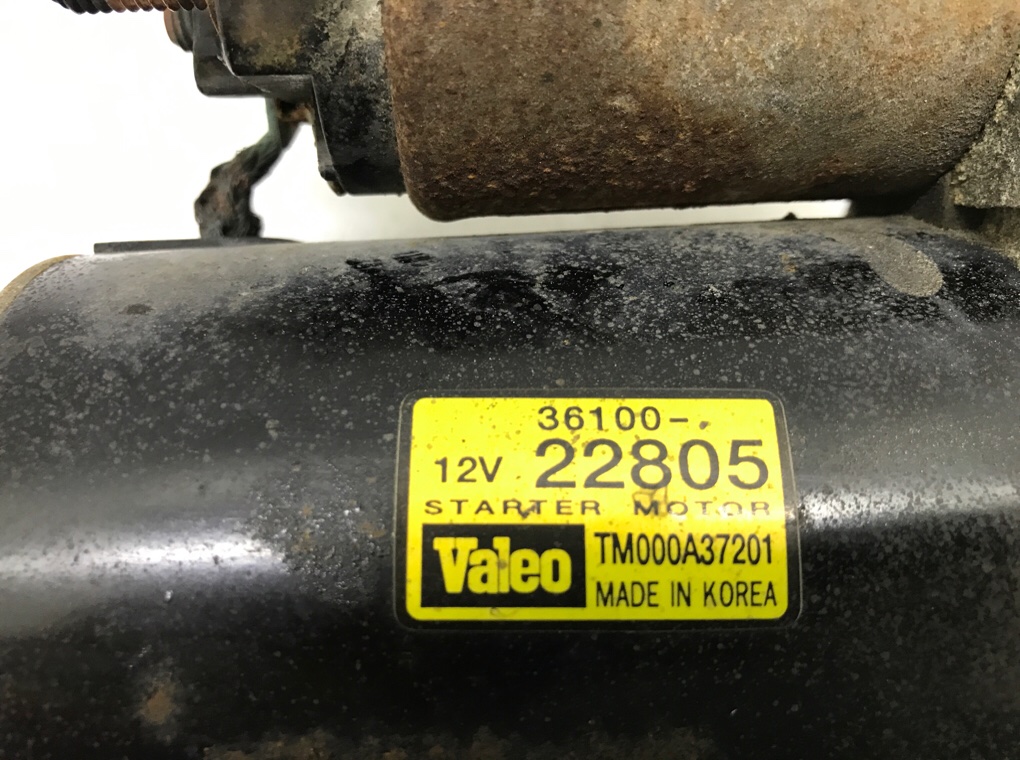 36100-
12V 22805
STARTER MOTOR
Valeo TM000A37201
MADE IN KOREA